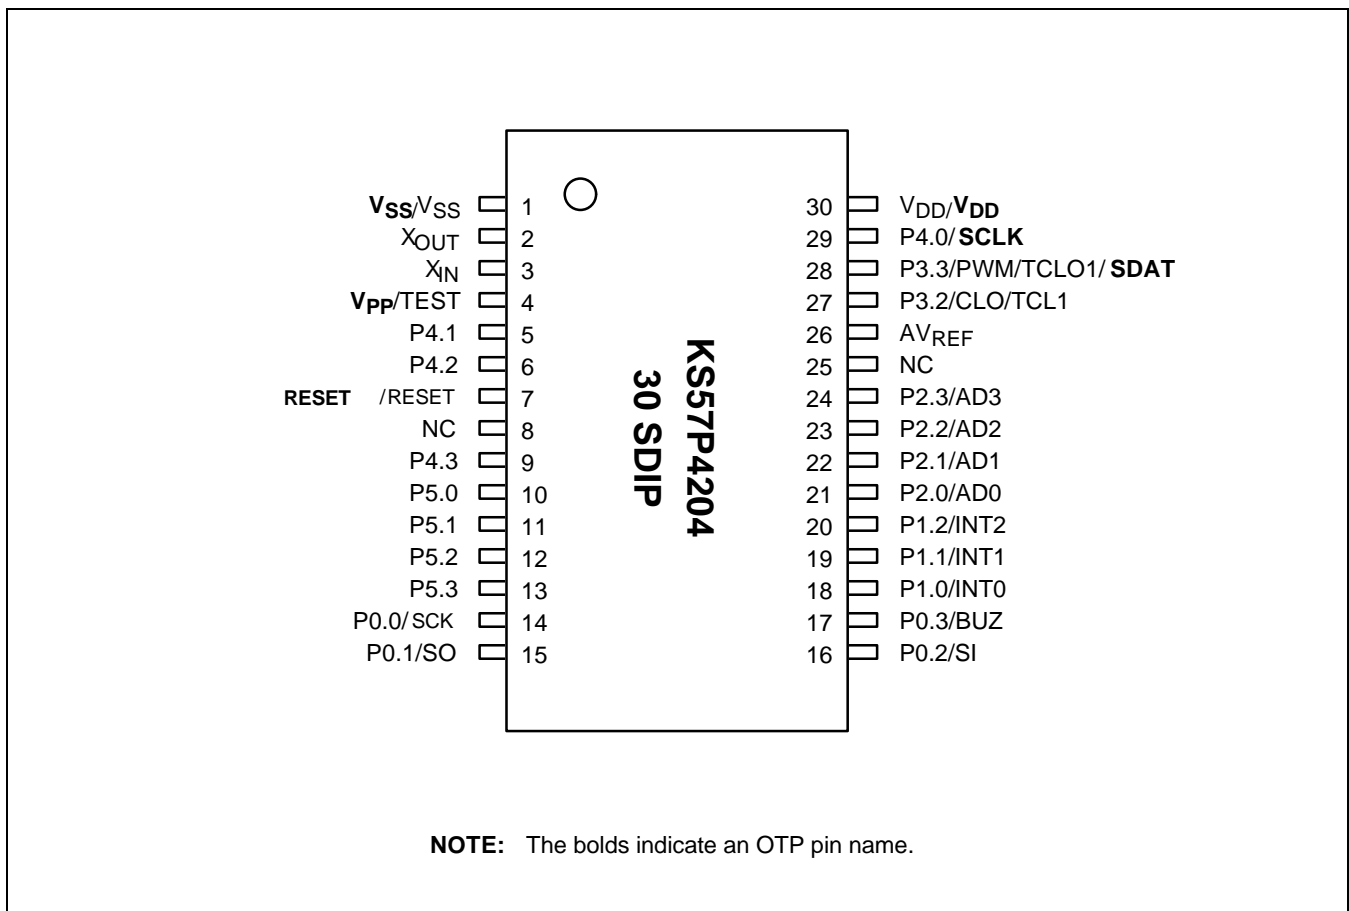 VSS/VSS 1 30 VDD/VDD
XOUT 2 29 P4.0/SCLK
XIN 3 28 P3.3/PWM/TCLO1/SDAT
VPP/TEST 4 27 P3.2/CLO/TCL1
P4.1 5 26 AVREF
P4.2 6 25 NC
RESET /RESET 7 24 P2.3/AD3
NC 8 23 P2.2/AD2
P4.3 9 22 P2.1/AD1
P5.0 10 21 P2.0/AD0
P5.1 11 20 P1.2/INT2
P5.2 12 19 P1.1/INT1
P5.3 13 18 P1.0/INT0
P0.0/SCK 14 17 P0.3/BUZ
P0.1/SO 15 16 P0.2/SI
KS57P4204
30 SDIP
NOTE: The bolds indicate an OTP pin name.